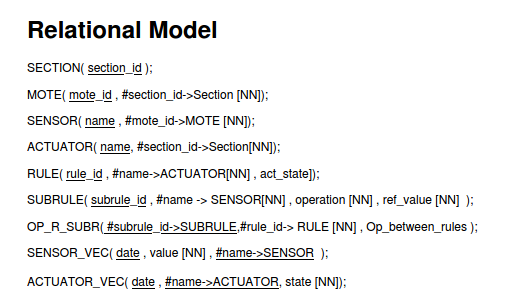 Relational Model
SECTION( section_id );
MOTE( mote_id , #section_id->Section [NN]);
SENSOR( name , #mote_id->MOTE [NN]);
ACTUATOR( name, #section_id->Section[NN]);
RULE( rule_id , #name->ACTUATOR[NN] , act_state]);
SUBRULE( subrule_id , #name -> SENSOR[NN] , operation [NN] , ref_value [NN]  );
OP_R_SUBR( #subrule_id->SUBRULE,#rule_id-> RULE [NN] , Op_between_rules );
SENSOR_VEC( date , value [NN] , #name->SENSOR  );
ACTUATOR_VEC( date , #name->ACTUATOR, state [NN]);